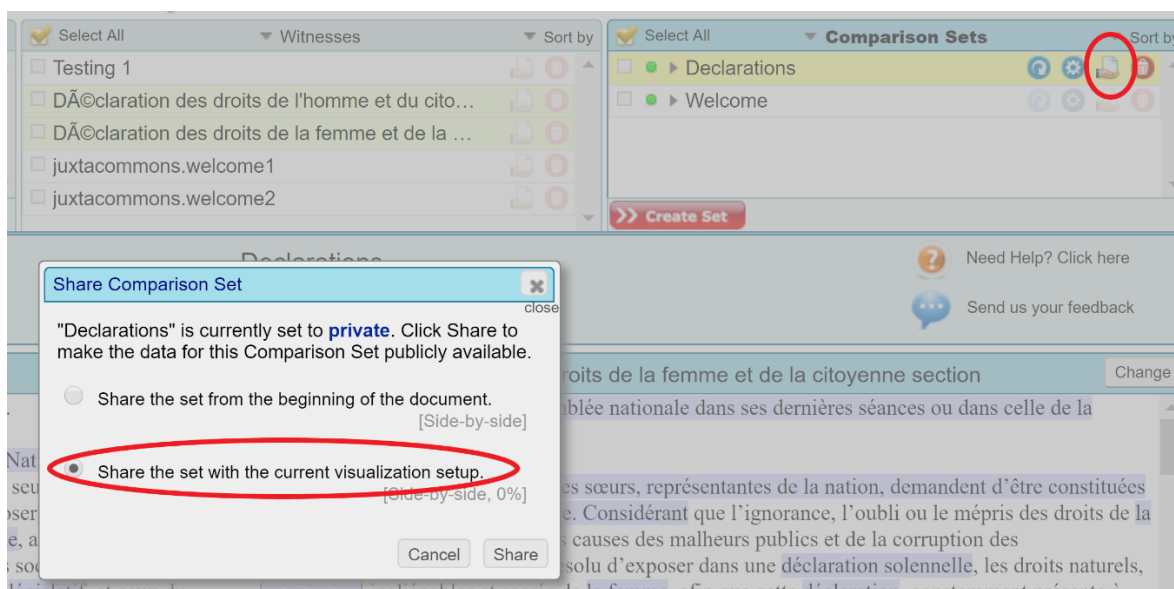 Select All Witnesses Sort by
Testing 1
DÃ©claration des droits de l'homme et du cito...
DÃ©claration des droits de la femme et de la ...
juxtacommons.welcome1
juxtacommons.welcome2
Select All Comparison Sets Sort by
Declarations
Welcome
>> Create Set
Declarations
Need Help? Click here
Send us your feedback
Share Comparison Set
close
"Declarations" is currently set to private. Click Share to
make the data for this Comparison Set publicly available.
Share the set from the beginning of the document.
[Side-by-side]
Share the set with the current visualization setup.
[Side-by-side, 0%]
Cancel Share
roits de la femme et de la citoyenne section Change
nationale dans ses dernières séances ou dans celle de la
Nat
seu
sœurs, représentantes de la nation, demandent d’être constituées
e. Considérant que l’ignorance, l’oubli ou le mépris des droits de la
e, a
causes des malheurs publics et de la corruption des
soc
solu d’exposer dans une déclaration solennelle, les droits naturels,